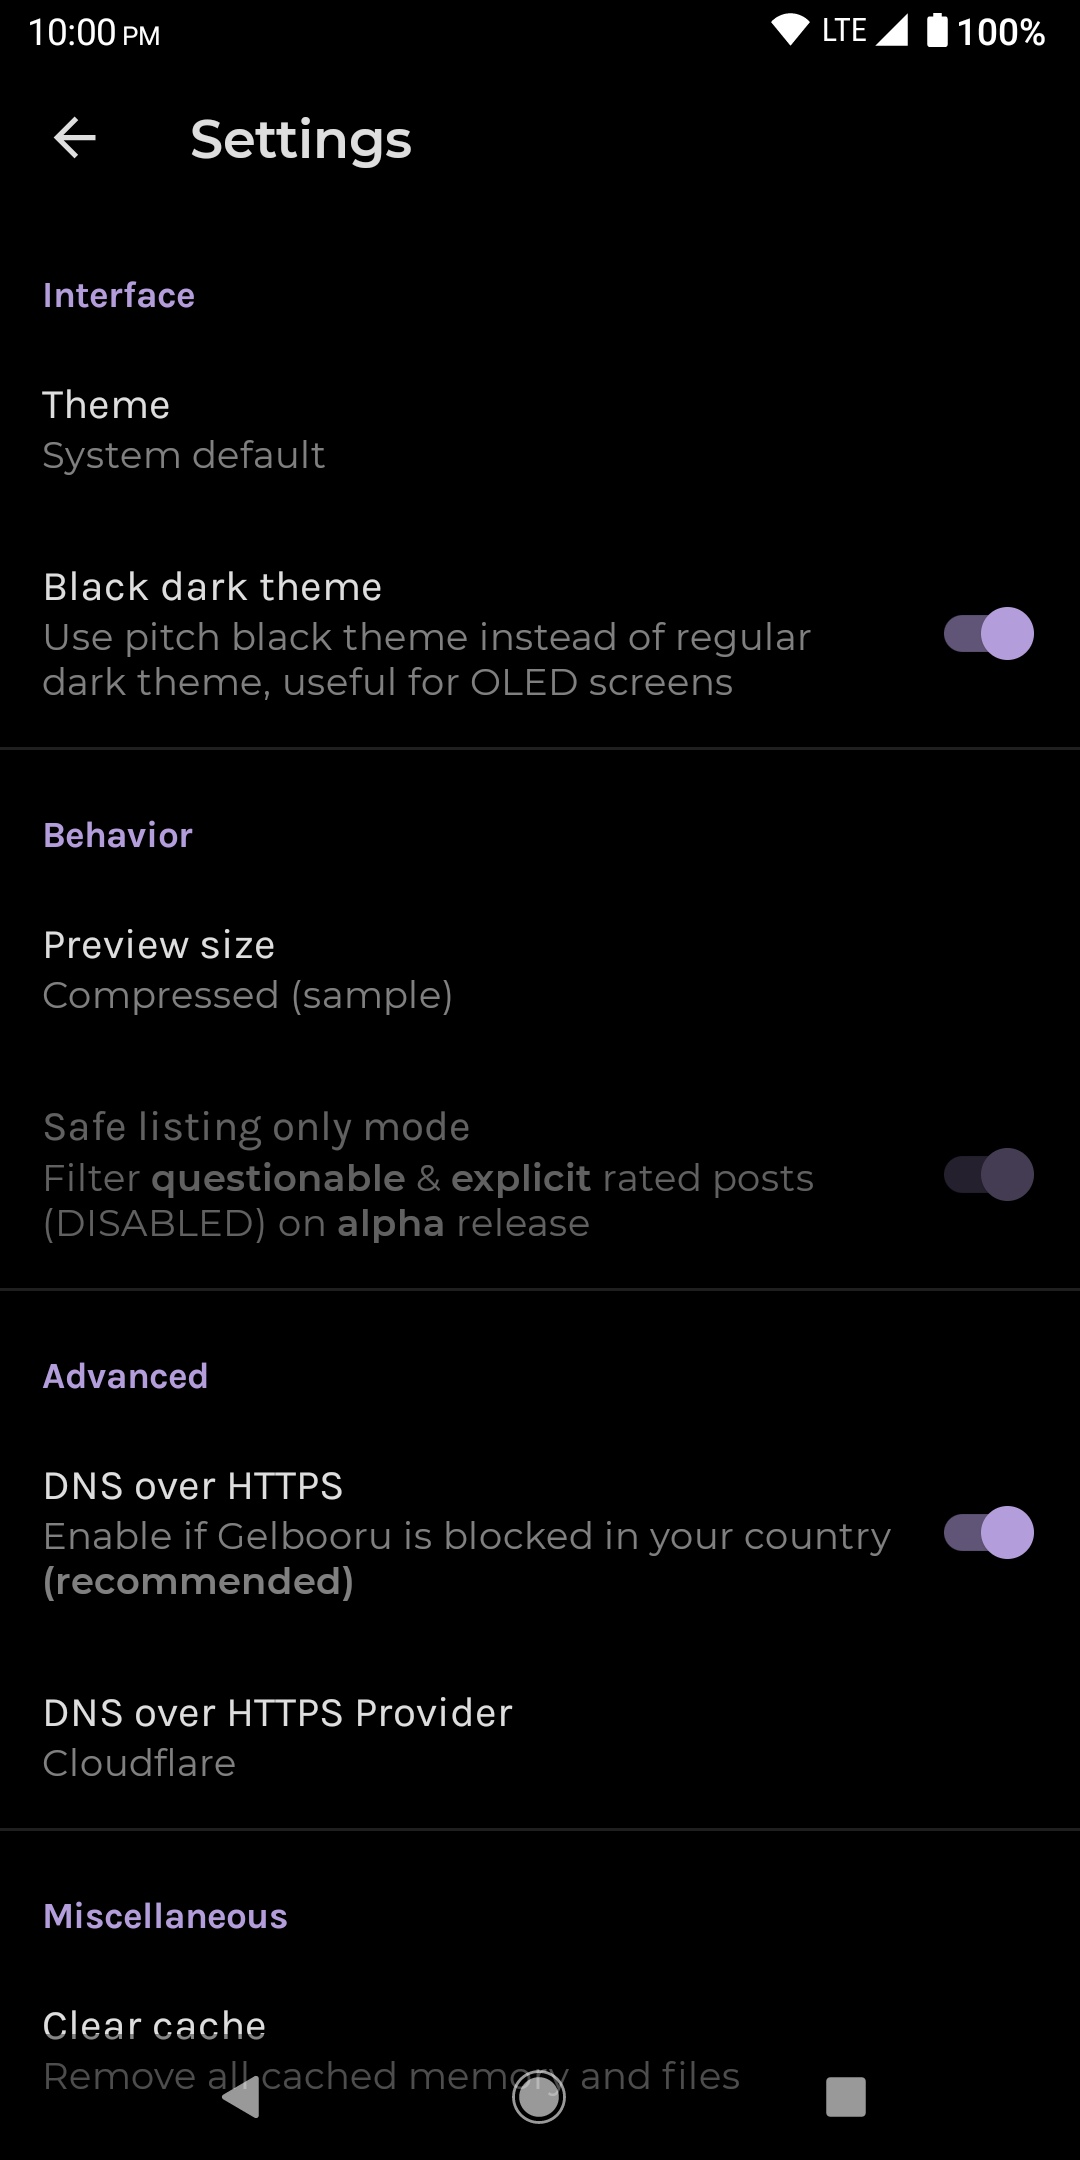 10:00 PM LTE 100%
Settings
Interface
Theme
System default
Black dark theme
Use pitch black theme instead of regular
dark theme, useful for OLED screens
Behavior
Preview size
Compressed (sample)
Safe listing only mode
Filter questionable & explicit rated posts
(DISABLED) on alpha release
Advanced
DNS over HTTPS
Enable if Gelbooru is blocked in your country
(recommended)
DNS over HTTPS Provider
Cloudflare
Miscellaneous
Clear cache
Remove all cached memory and files